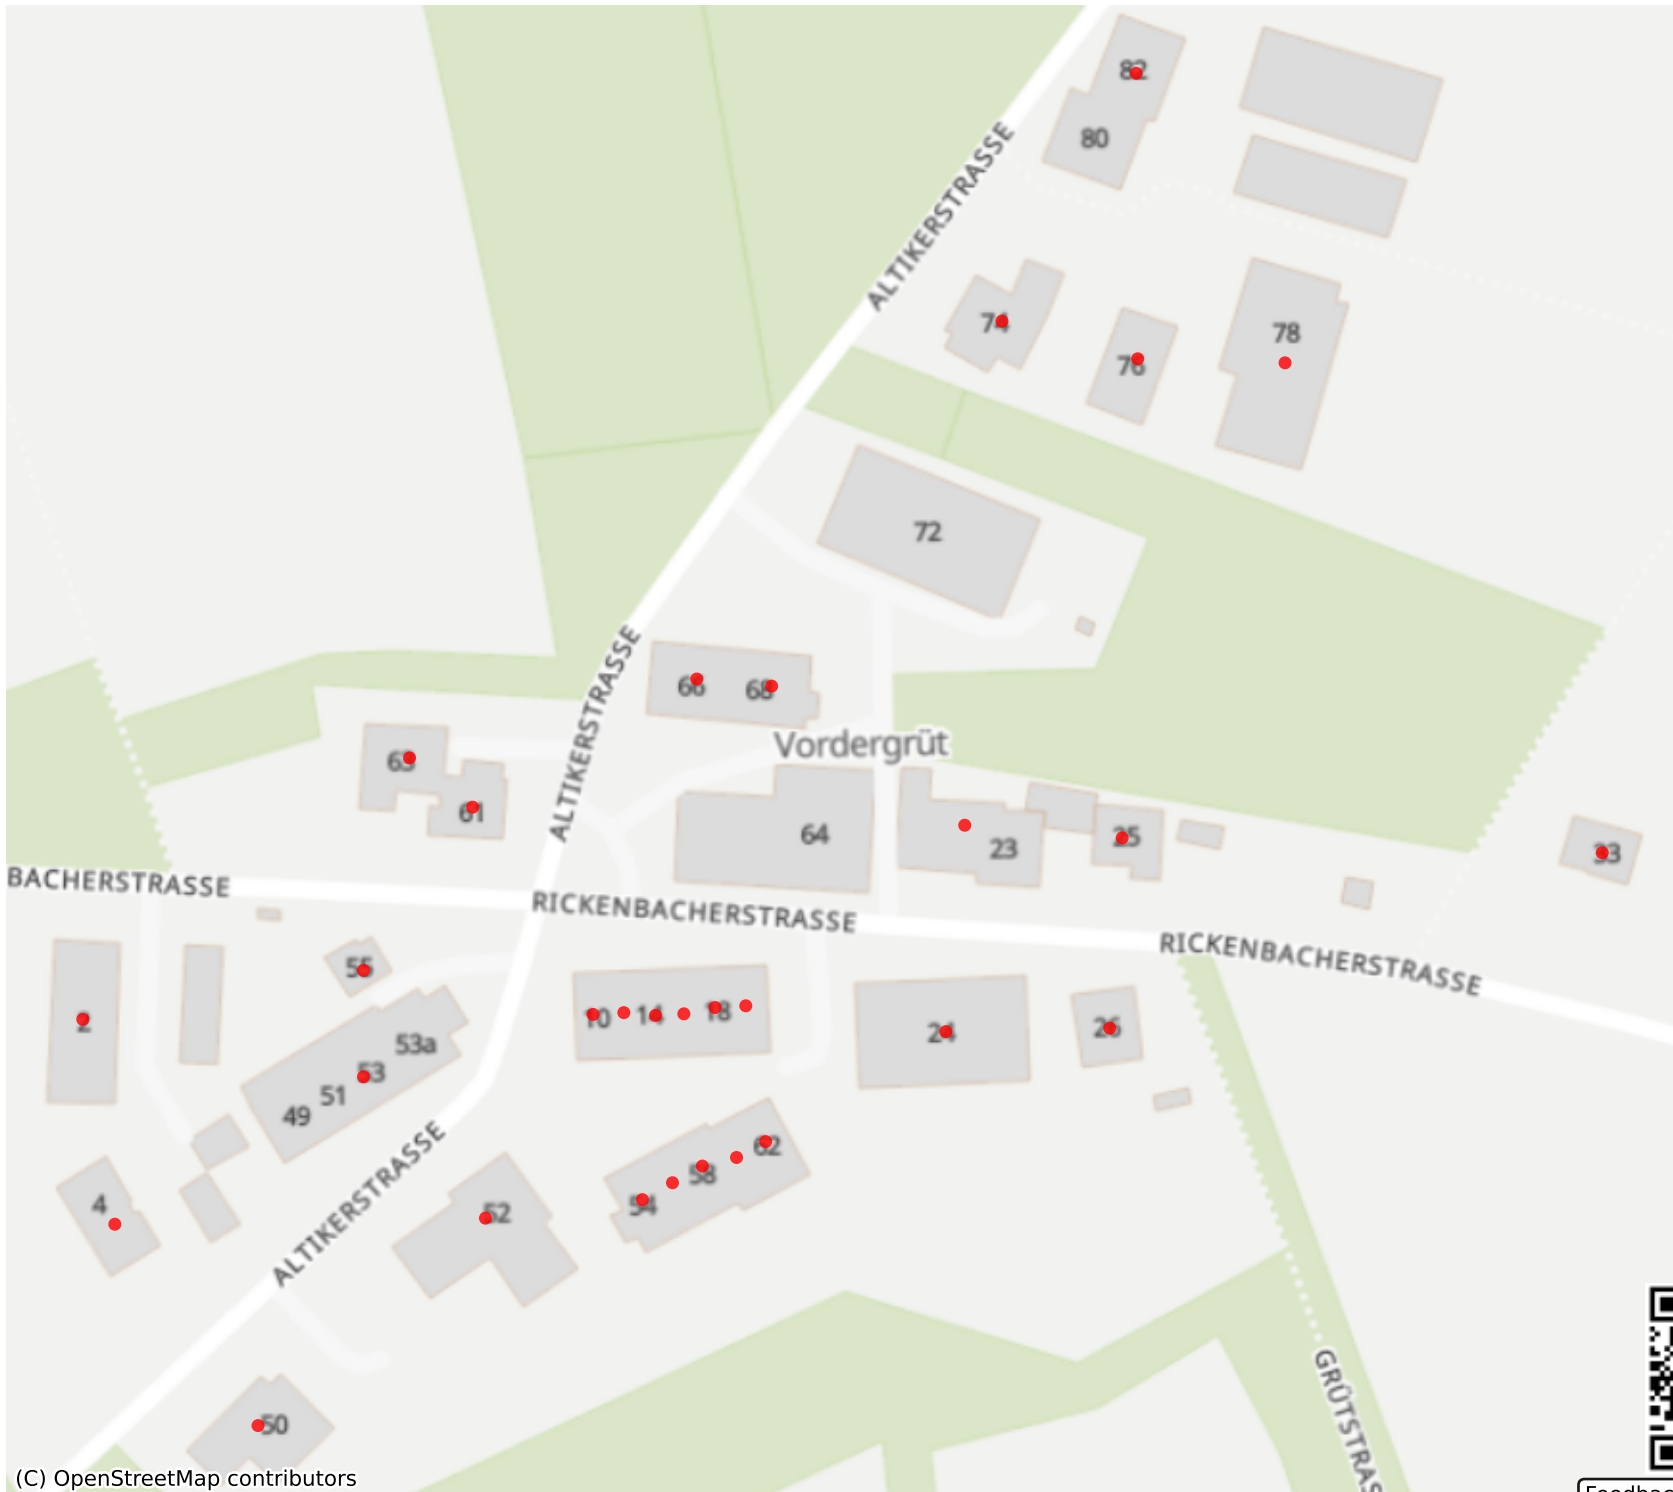 82
80
ALTIKERSTRASSE
74
76
78
72
ALTIKERSTRASSE
66
68
Vordergrüt
63
61
64
23
25
33
BACHERSTRASSE
RICKENBACHERSTRASSE
RICKENBACHERSTRASSE
55
2
10
14
18
24
26
53a
53
51
49
ALTIKERSTRASSE
4
52
54
58
62
50
GRÜTSTRAS
(C) OpenStreetMap contributors
Feedbac